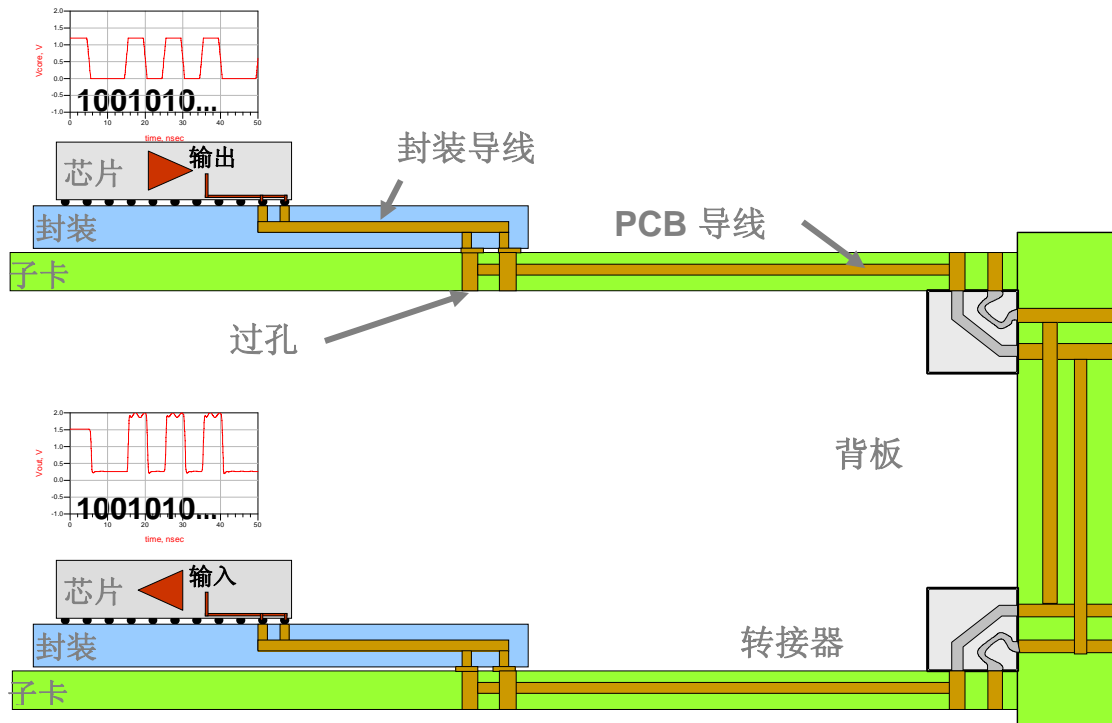 2.0
1.5
1.0
0.5
0.0
-0.5
-1.0
Vcore, V
1001010...
0 10 20 30 40 50
time, nsec
芯片
输出
封装导线
封装
PCB 导线
子卡
过孔
2.0
1.5
1.0
0.5
0.0
-0.5
-1.0
Vout, V
1001010...
0 10 20 30 40 50
time, nsec
背板
芯片
输入
封装
转接器
子卡